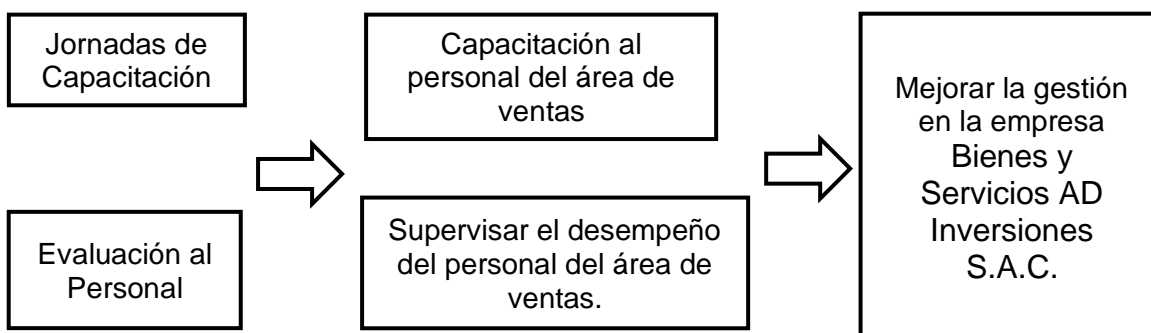 Jornadas de
Capacitación
Evaluación al
Personal
Capacitación al
personal del área de
ventas
Supervisar el desempeño
del personal del área de
ventas.
Mejorar la gestión
en la empresa
Bienes y
Servicios AD
Inversiones
S.A.C.